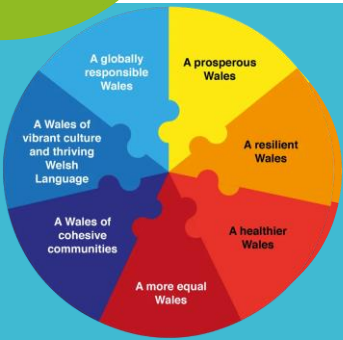 A prosperous
Wales
A resilient
Wales
A healthier
Wales
A more equal
Wales
A Wales of
cohesive
communities
A Wales of
vibrant culture
and thriving
Welsh
Language
A globally
responsible
Wales